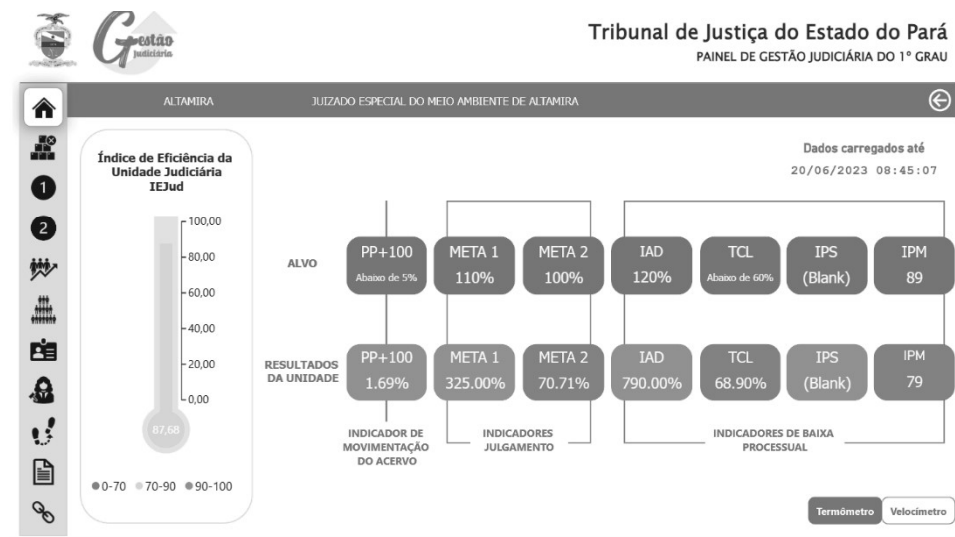 Gestão
Judiciária
Tribunal de Justiça do Estado do Pará
PAINEL DE GESTÃO JUDICIÁRIA DO 1º GRAU
ALTAMIRA
JUIZADO ESPECIAL DO MEIO AMBIENTE DE ALTAMIRA
Dados carregados até
20/06/2023 08:45:07
Índice de Eficiência da
Unidade Judiciária
IEJud
100,00
80,00
60,00
40,00
20,00
0,00
87,68
0-70 70-90 90-100
1
2
ALVO
PP+100
Abaixo de 5%
META 1
110%
META 2
100%
IAD
120%
TCL
Abaixo de 60%
IPS
(Blank)
IPM
89
RESULTADOS
DA UNIDADE
PP+100
1.69%
META 1
325.00%
META 2
70.71%
IAD
790.00%
TCL
68.90%
IPS
(Blank)
IPM
79
INDICADOR DE
MOVIMENTAÇÃO
DO ACERVO
INDICADORES
JULGAMENTO
INDICADORES DE BAIXA
PROCESSUAL
Termômetro
Velocímetro